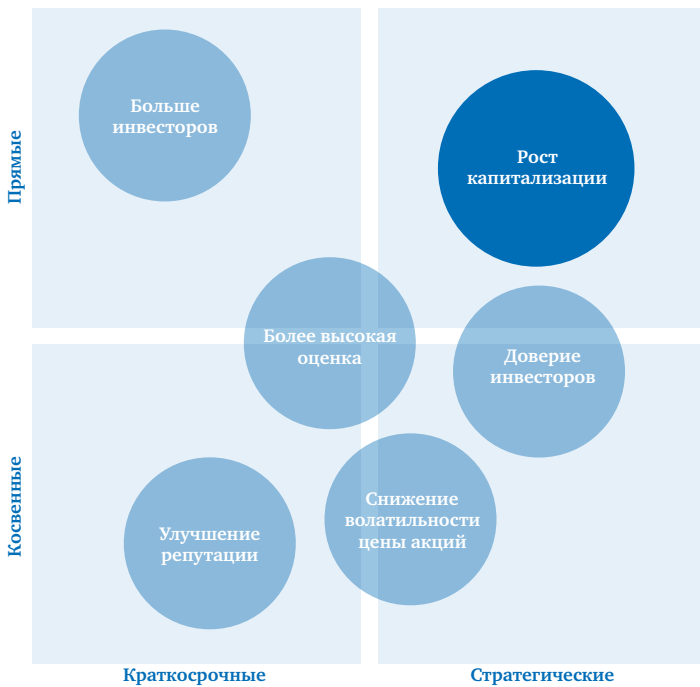 Прямые
Больше
инвесторов
Рост
капитализации
Более высокая
оценка
Доверие
инвесторов
Косвенные
Улучшение
репутации
Снижение
волатильности
цены акций
Краткосрочные
Стратегические